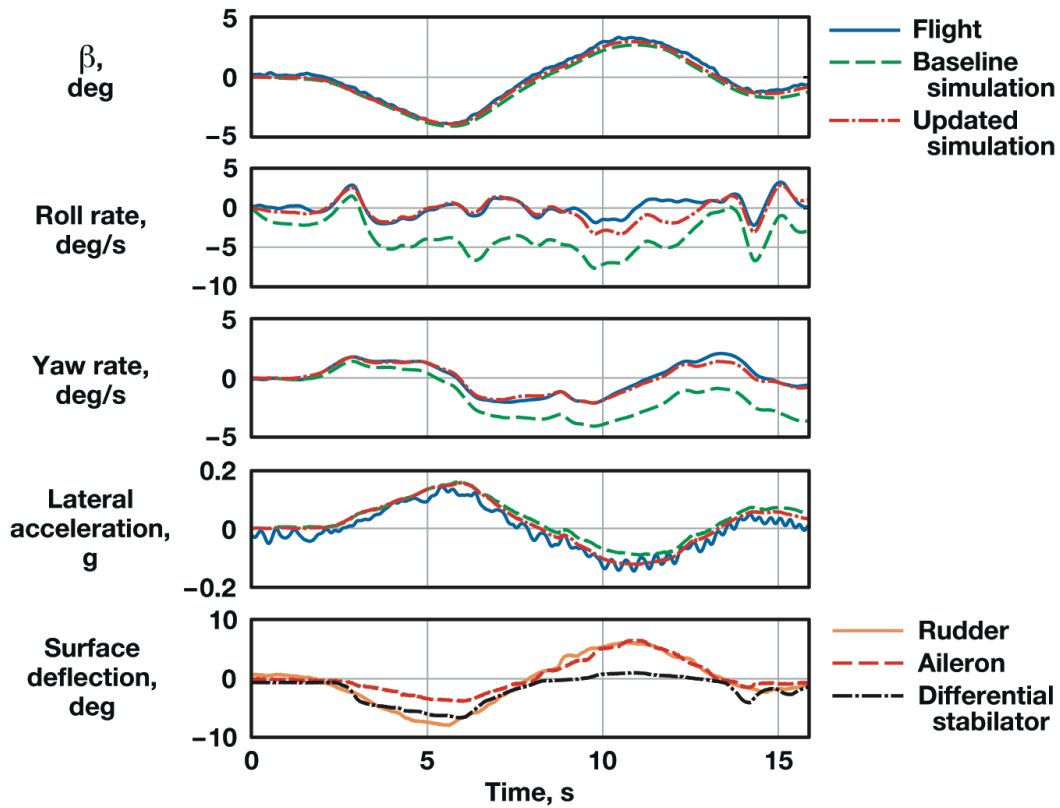 β,
deg
5
0
−5
Flight
Baseline
simulation
Updated
simulation
Roll rate,
deg/s
5
0
−5
−10
Yaw rate,
deg/s
5
0
−5
Lateral
acceleration,
g
0.2
0
−0.2
Surface
deflection,
deg
10
0
−10
Rudder
Aileron
Differential
stabilator
0 5 10 15
Time, s